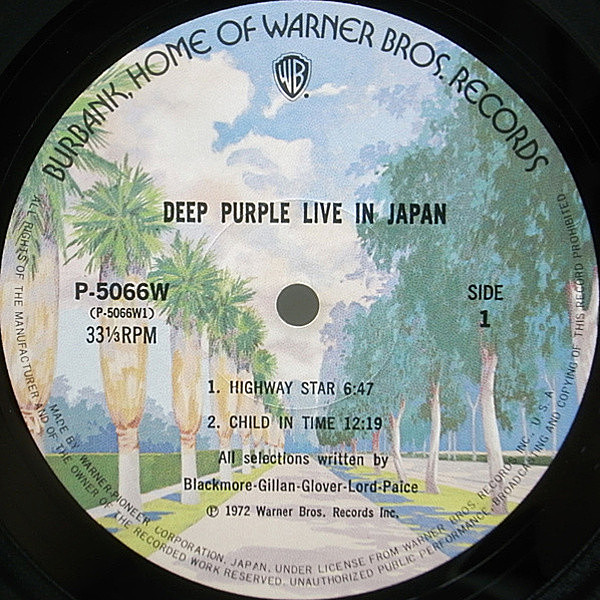 BURBANK, HOME OF WARNER BROS. RECORDS
WB
DEEP PURPLE LIVE IN JAPAN
P-5066W
(P-5066W1)
33⅓RPM
SIDE
1
1. HIGHWAY STAR 6:47
2. CHILD IN TIME 12:19
All selections written by
Blackmore-Gillan-Glover-Lord-Paice
℗ 1972 Warner Bros. Records Inc.
MADE BY WARNER-PIONEER CORPORATION, JAPAN, UNDER LICENSE FROM WARNER BROS RECORDS INC. U. S. A
ALL RIGHTS OF THE MANUFACTURER AND OF THE OWNER OF THE RECORDED WORK RESERVED. UNAUTHORIZED PUBLIC PERFORMANCE, BROADCASTING AND COPYING OF THIS RECORD PROHIBITED